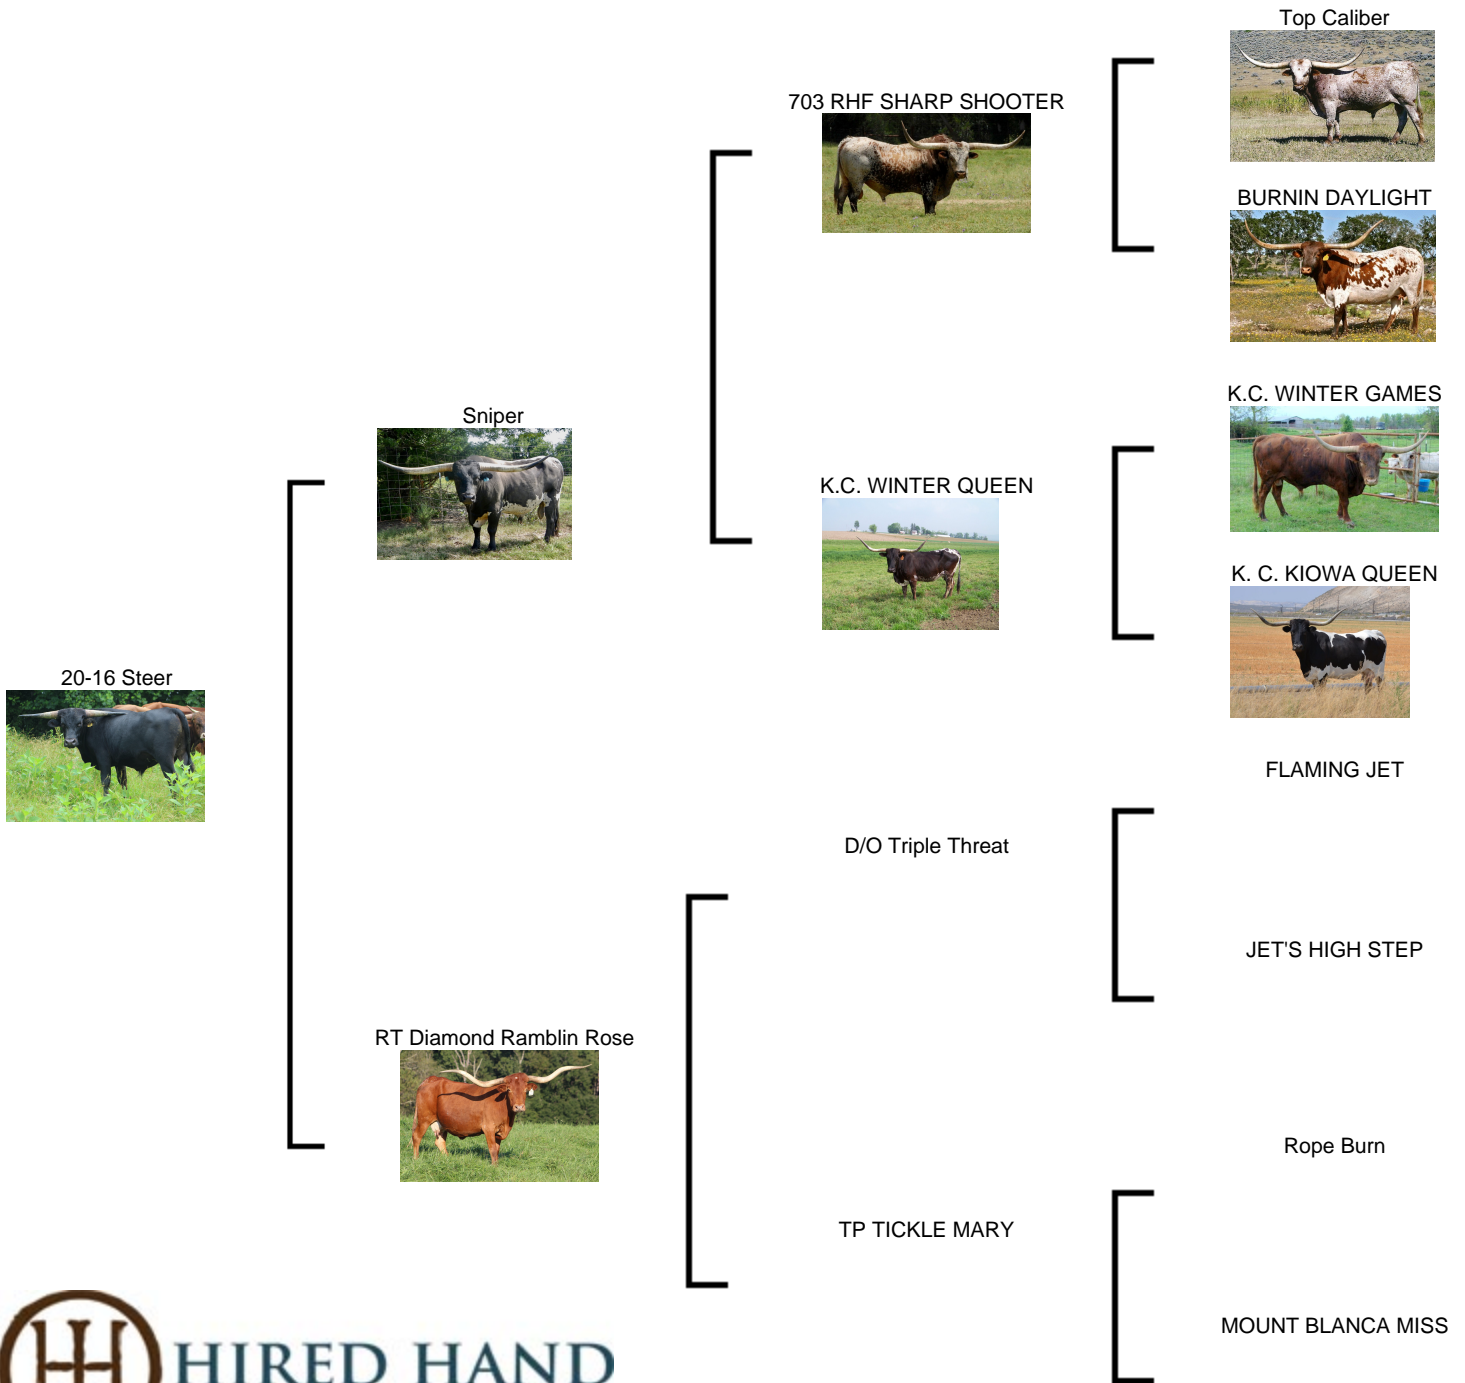 Top Caliber
703 RHF SHARP SHOOTER
BURNIN DAYLIGHT
Sniper
K.C. WINTER GAMES
K.C. WINTER QUEEN
K. C. KIOWA QUEEN
20-16 Steer
FLAMING JET
D/O Triple Threat
JET'S HIGH STEP
RT Diamond Ramblin Rose
Rope Burn
TP TICKLE MARY
MOUNT BLANCA MISS
HIRED HAND